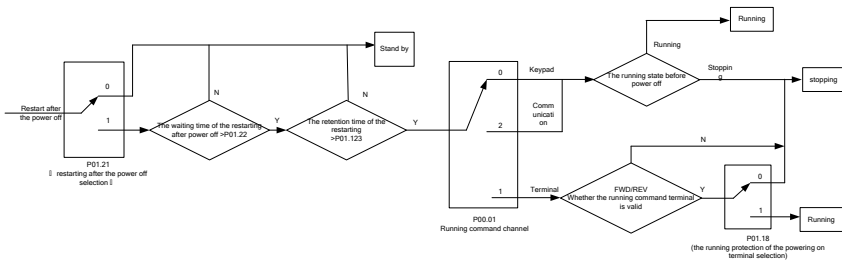 Running
Stand by
Running
Keypad
0
The running state before
power off
Stoppin
g
stopping
0
N
N
Restart after
the power off
Comm
unicati
on
1
The waiting time of the restarting
after power off >P01.22
Y
The retention time of the
restarting
>P01.123
Y
2
N
P01.21
( restarting after the power off
selection )
1
Terminal
FWD/REV
Whether the running command terminal
is valid
Y
0
P00.01
Running command channel
1
Running
P01.18
(the running protection of the powering on
terminal selection)